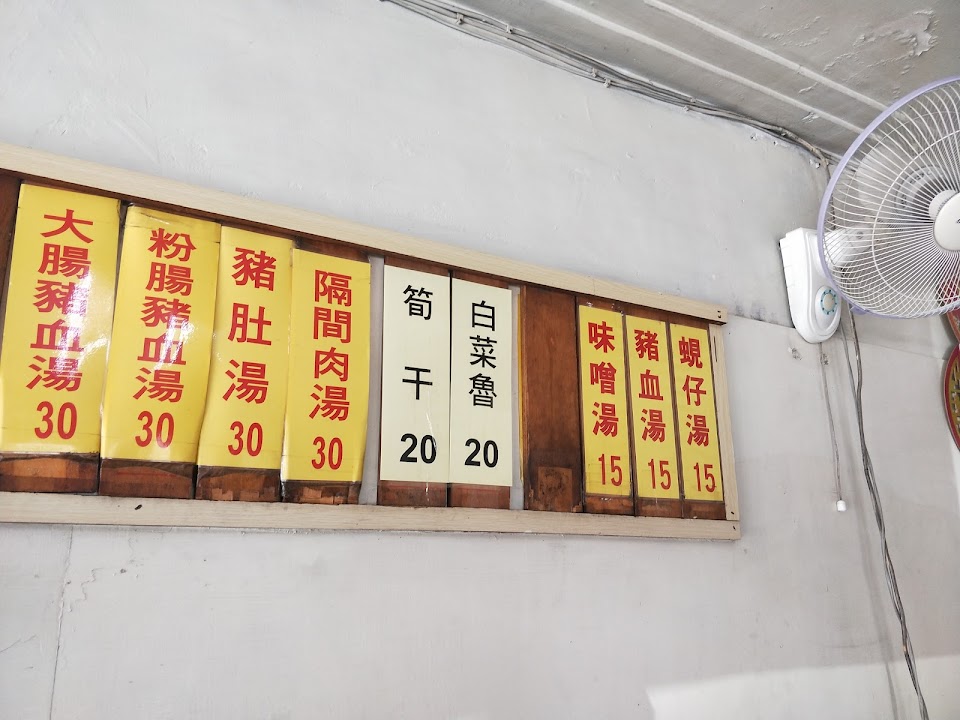 大腸豬血湯 30
粉腸豬血湯 30
豬肚湯 30
隔間肉湯 30
筍干 20
白菜魯 20
味噌湯 15
豬血湯 15
蜆仔湯 15